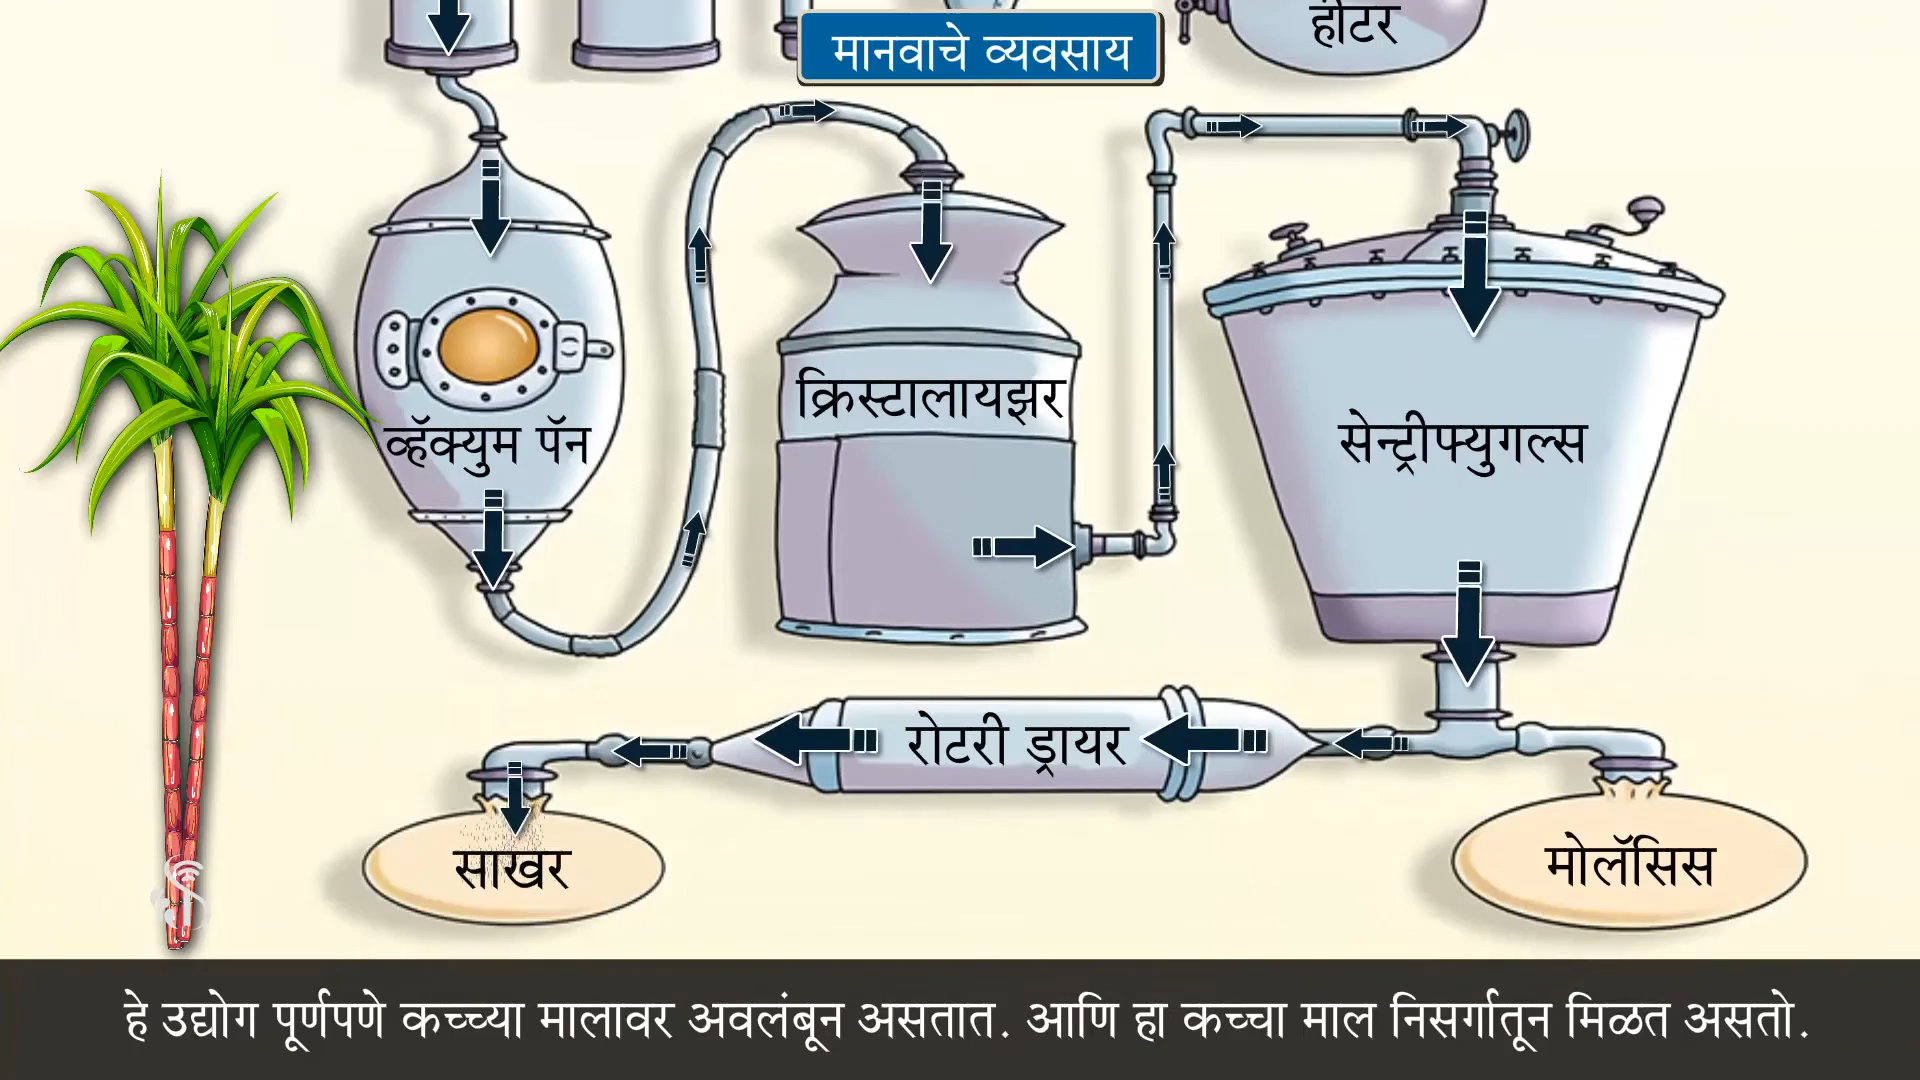 हीटर
मानवाचे व्यवसाय
क्रिस्टालायझर
व्हॅक्युम पॅन
सेन्ट्रीफ्युगल्स
रोटरी ड्रायर
साखर
मोलॅसिस
हे उद्योग पूर्णपणे कच्च्या मालावर अवलंबून असतात. आणि हा कच्चा माल निसर्गातून मिळत असतो.